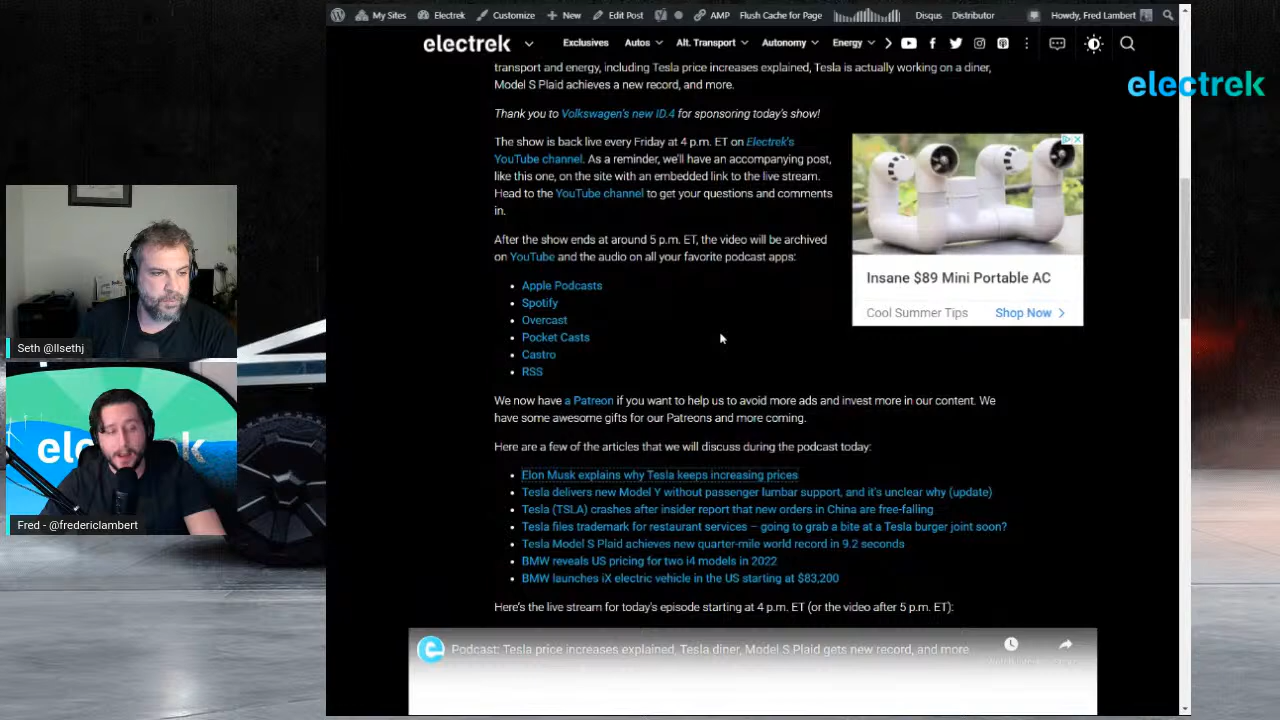 My Sites Electrek Customize New Edit Post AMP Flush Cache for Page Disqus Distributor Howdy, Fred Lambert
electrek Exclusives Autos Alt. Transport Autonomy Energy
electrek
transport and energy, including Tesla price increases explained, Tesla is actually working on a diner,
Model S Plaid achieves a new record, and more.
Thank you to Volkswagen's new ID.4 for sponsoring today's show!
The show is back live every Friday at 4 p.m. ET on Electrek's
YouTube channel. As a reminder, we'll have an accompanying post,
like this one, on the site with an embedded link to the live stream.
Head to the YouTube channel to get your questions and comments
in.
After the show ends at around 5 p.m. ET, the video will be archived
on YouTube and the audio on all your favorite podcast apps:
Insane $89 Mini Portable AC
Cool Summer Tips Shop Now
• Apple Podcasts
• Spotify
• Overcast
• Pocket Casts
• Castro
• RSS
Seth @llsethj
We now have a Patreon if you want to help us to avoid more ads and invest more in our content. We
have some awesome gifts for our Patreons and more coming.
Here are a few of the articles that we will discuss during the podcast today:
• Elon Musk explains why Tesla keeps increasing prices
• Tesla delivers new Model Y without passenger lumbar support, and it's unclear why (update)
• Tesla (TSLA) crashes after insider report that new orders in China are free-falling
• Tesla files trademark for restaurant services – going to grab a bite at a Tesla burger joint soon?
• Tesla Model S Plaid achieves new quarter-mile world record in 9.2 seconds
• BMW reveals US pricing for two i4 models in 2022
• BMW launches iX electric vehicle in the US starting at $83,200
Fred - @fredericlambert
Here's the live stream for today's episode starting at 4 p.m. ET (or the video after 5 p.m. ET):
Podcast: Tesla price increases explained, Tesla diner, Model S Plaid gets new record, and more